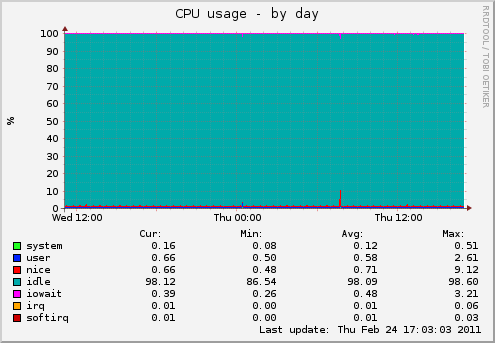 CPU usage - by day
RRDTOOL / TOBI OETIKER
%
100
90
80
70
60
50
40
30
20
10
0
Wed 12:00 Thu 00:00 Thu 12:00
Cur: Min: Avg: Max:
system 0.16 0.08 0.12 0.51
user 0.66 0.50 0.58 2.61
nice 0.66 0.48 0.71 9.12
idle 98.12 86.54 98.09 98.60
iowait 0.39 0.26 0.48 3.21
irq 0.01 0.00 0.01 0.06
softirq 0.01 0.00 0.01 0.03
Last update: Thu Feb 24 17:03:03 2011